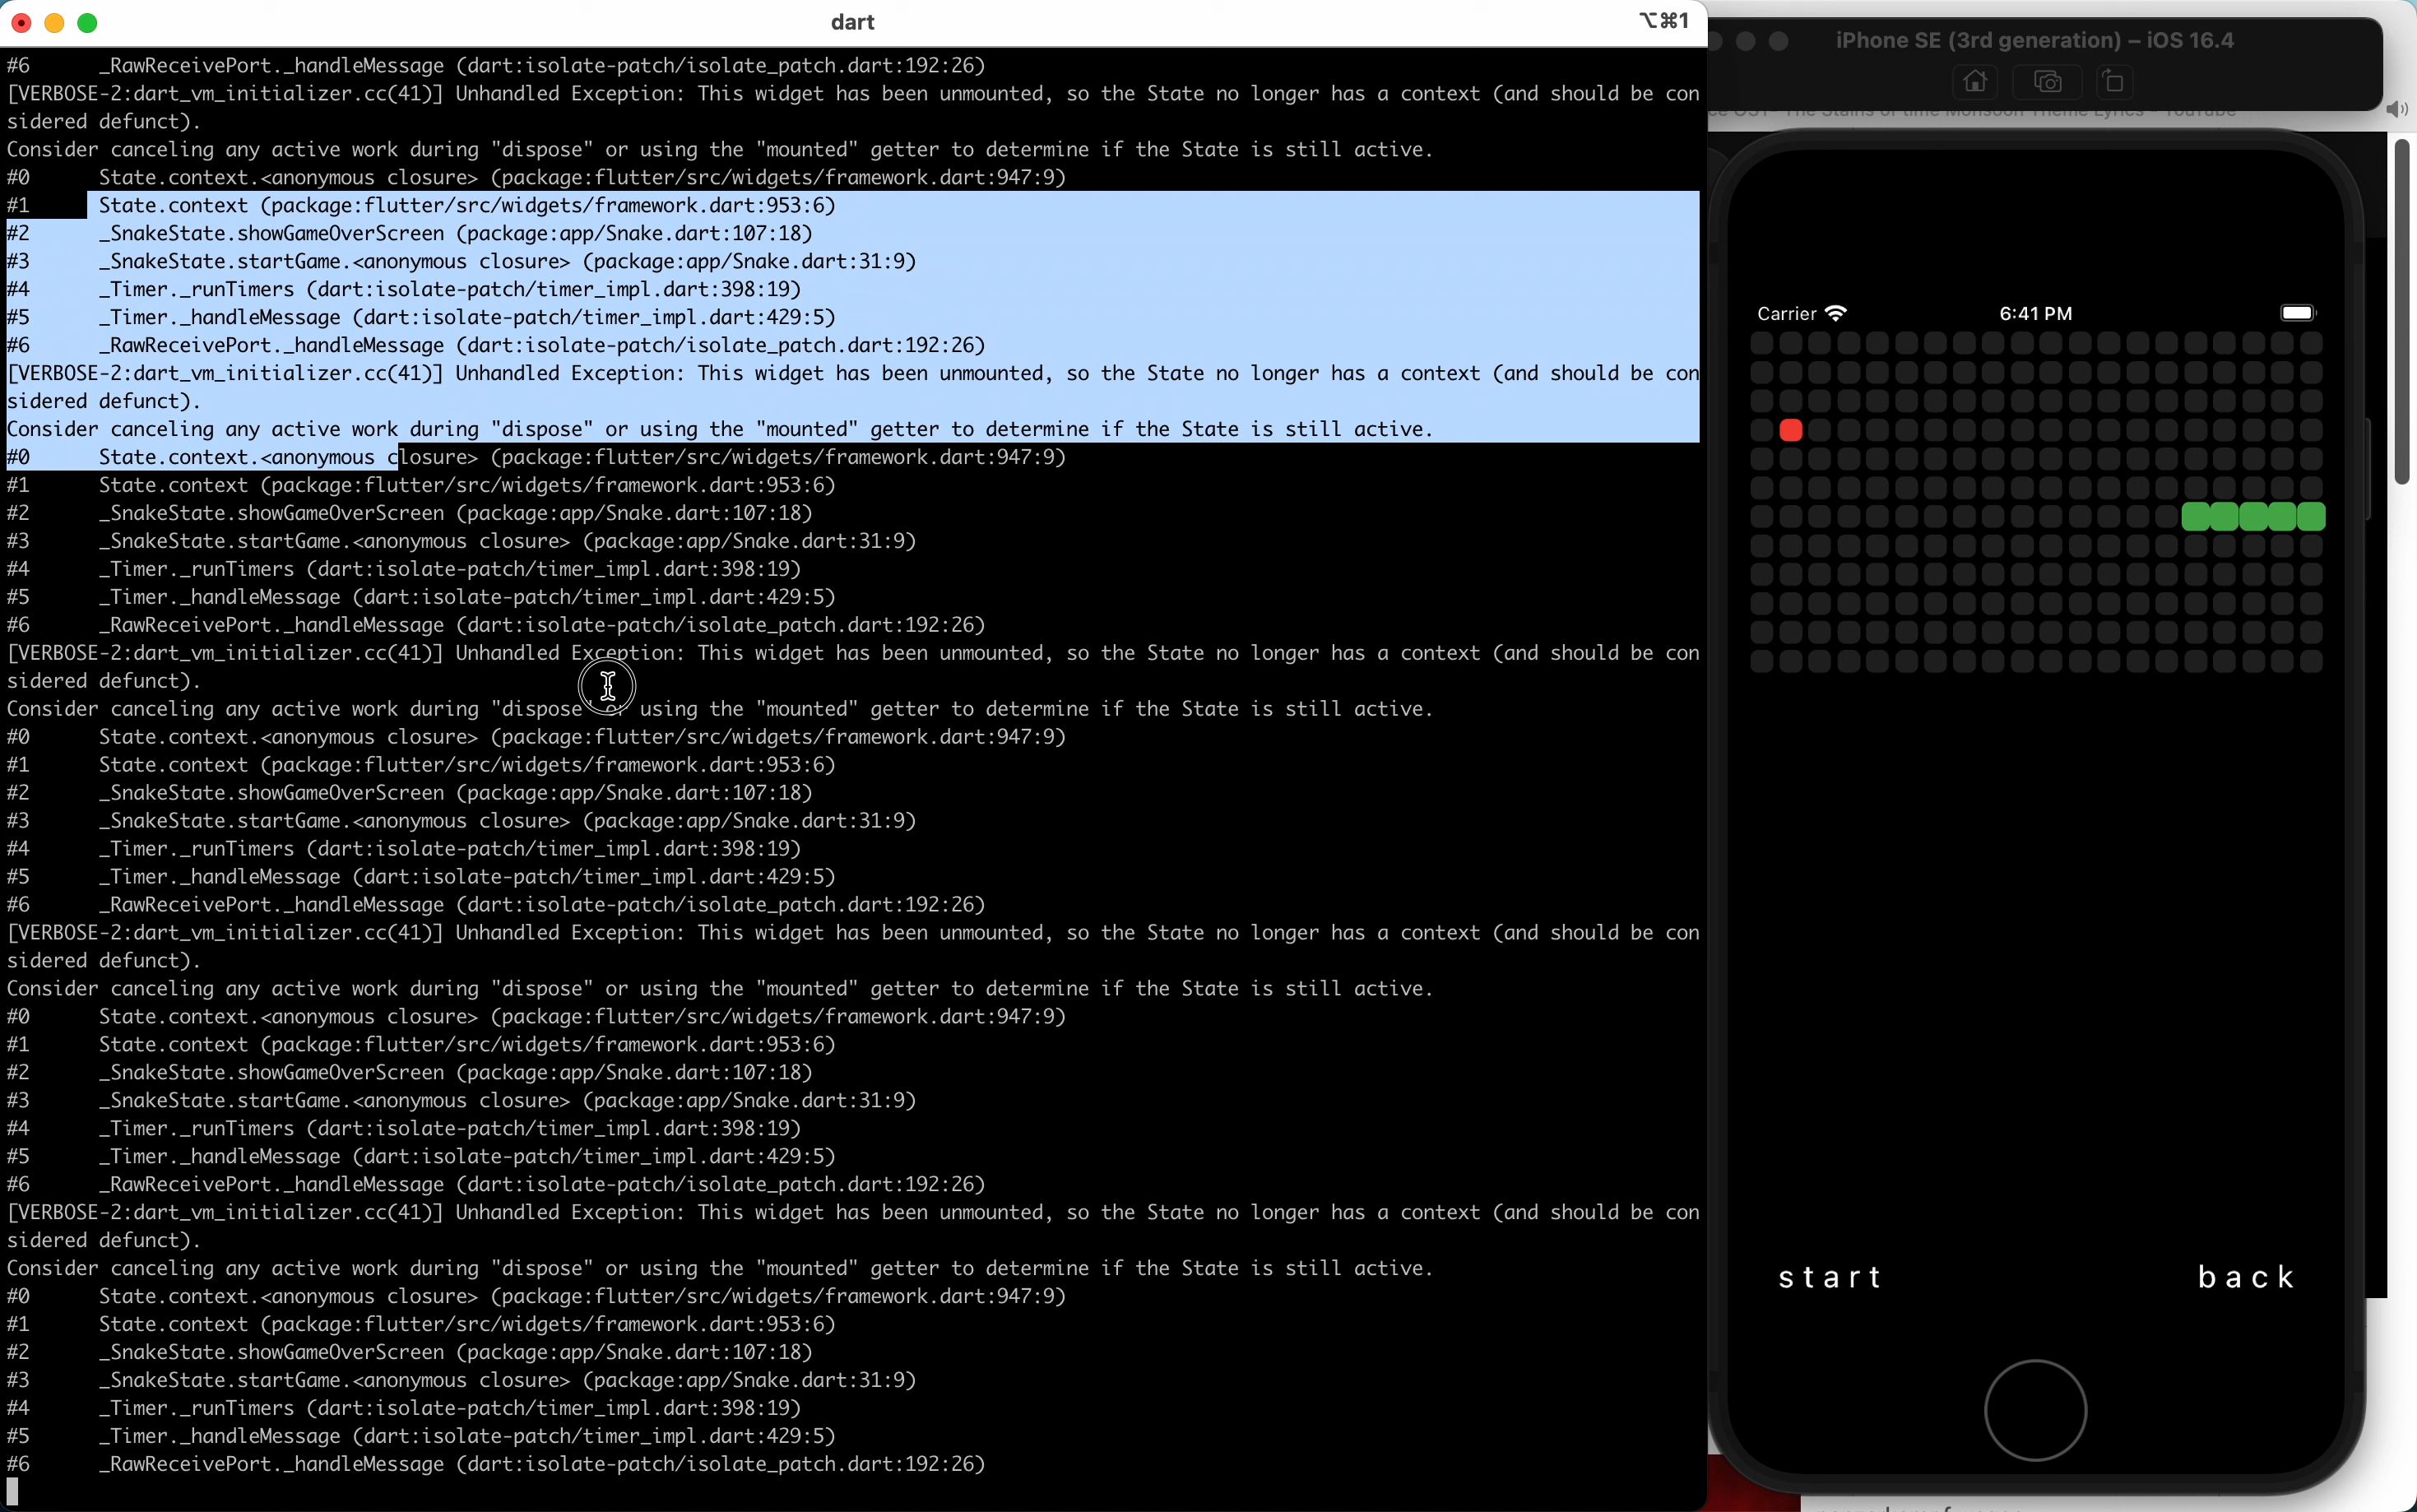 dart
⌥⌘1
#6      _RawReceivePort._handleMessage (dart:isolate-patch/isolate_patch.dart:192:26)
[VERBOSE-2:dart_vm_initializer.cc(41)] Unhandled Exception: This widget has been unmounted, so the State no longer has a context (and should be con
sidered defunct).
Consider canceling any active work during "dispose" or using the "mounted" getter to determine if the State is still active.
#0      State.context.<anonymous closure> (package:flutter/src/widgets/framework.dart:947:9)
#1      State.context (package:flutter/src/widgets/framework.dart:953:6)
#2      _SnakeState.showGameOverScreen (package:app/Snake.dart:107:18)
#3      _SnakeState.startGame.<anonymous closure> (package:app/Snake.dart:31:9)
#4      _Timer._runTimers (dart:isolate-patch/timer_impl.dart:398:19)
#5      _Timer._handleMessage (dart:isolate-patch/timer_impl.dart:429:5)
#6      _RawReceivePort._handleMessage (dart:isolate-patch/isolate_patch.dart:192:26)
[VERBOSE-2:dart_vm_initializer.cc(41)] Unhandled Exception: This widget has been unmounted, so the State no longer has a context (and should be con
sidered defunct).
Consider canceling any active work during "dispose" or using the "mounted" getter to determine if the State is still active.
#0      State.context.<anonymous closure> (package:flutter/src/widgets/framework.dart:947:9)
#1      State.context (package:flutter/src/widgets/framework.dart:953:6)
#2      _SnakeState.showGameOverScreen (package:app/Snake.dart:107:18)
#3      _SnakeState.startGame.<anonymous closure> (package:app/Snake.dart:31:9)
#4      _Timer._runTimers (dart:isolate-patch/timer_impl.dart:398:19)
#5      _Timer._handleMessage (dart:isolate-patch/timer_impl.dart:429:5)
#6      _RawReceivePort._handleMessage (dart:isolate-patch/isolate_patch.dart:192:26)
[VERBOSE-2:dart_vm_initializer.cc(41)] Unhandled Exception: This widget has been unmounted, so the State no longer has a context (and should be con
sidered defunct).
Consider canceling any active work during "dispose" or using the "mounted" getter to determine if the State is still active.
#0      State.context.<anonymous closure> (package:flutter/src/widgets/framework.dart:947:9)
#1      State.context (package:flutter/src/widgets/framework.dart:953:6)
#2      _SnakeState.showGameOverScreen (package:app/Snake.dart:107:18)
#3      _SnakeState.startGame.<anonymous closure> (package:app/Snake.dart:31:9)
#4      _Timer._runTimers (dart:isolate-patch/timer_impl.dart:398:19)
#5      _Timer._handleMessage (dart:isolate-patch/timer_impl.dart:429:5)
#6      _RawReceivePort._handleMessage (dart:isolate-patch/isolate_patch.dart:192:26)
[VERBOSE-2:dart_vm_initializer.cc(41)] Unhandled Exception: This widget has been unmounted, so the State no longer has a context (and should be con
sidered defunct).
Consider canceling any active work during "dispose" or using the "mounted" getter to determine if the State is still active.
#0      State.context.<anonymous closure> (package:flutter/src/widgets/framework.dart:947:9)
#1      State.context (package:flutter/src/widgets/framework.dart:953:6)
#2      _SnakeState.showGameOverScreen (package:app/Snake.dart:107:18)
#3      _SnakeState.startGame.<anonymous closure> (package:app/Snake.dart:31:9)
#4      _Timer._runTimers (dart:isolate-patch/timer_impl.dart:398:19)
#5      _Timer._handleMessage (dart:isolate-patch/timer_impl.dart:429:5)
#6      _RawReceivePort._handleMessage (dart:isolate-patch/isolate_patch.dart:192:26)
[VERBOSE-2:dart_vm_initializer.cc(41)] Unhandled Exception: This widget has been unmounted, so the State no longer has a context (and should be con
sidered defunct).
Consider canceling any active work during "dispose" or using the "mounted" getter to determine if the State is still active.
#0      State.context.<anonymous closure> (package:flutter/src/widgets/framework.dart:947:9)
#1      State.context (package:flutter/src/widgets/framework.dart:953:6)
#2      _SnakeState.showGameOverScreen (package:app/Snake.dart:107:18)
#3      _SnakeState.startGame.<anonymous closure> (package:app/Snake.dart:31:9)
#4      _Timer._runTimers (dart:isolate-patch/timer_impl.dart:398:19)
#5      _Timer._handleMessage (dart:isolate-patch/timer_impl.dart:429:5)
#6      _RawReceivePort._handleMessage (dart:isolate-patch/isolate_patch.dart:192:26)
iPhone SE (3rd generation) – iOS 16.4
OST - The Stains of time Monsoon Theme Lyrics - YouTube
Carrier
6:41 PM
start
back